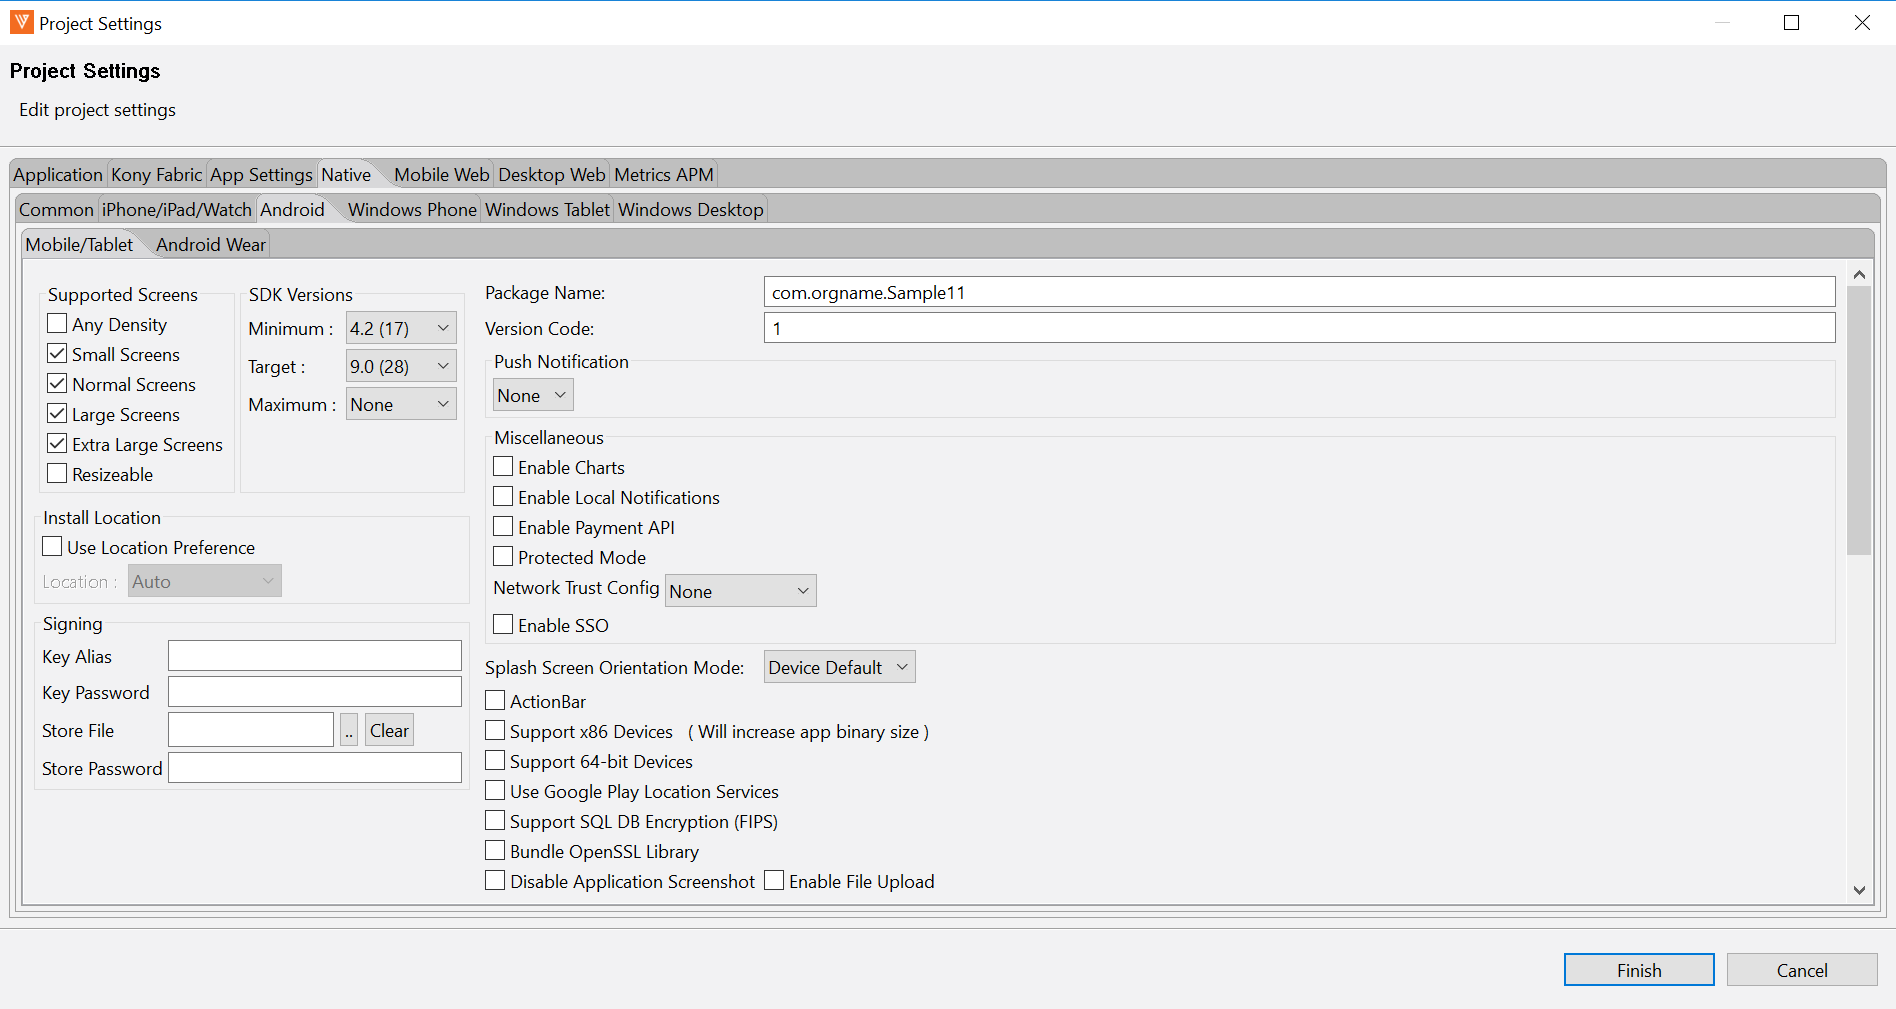 Project Settings
Project Settings
Edit project settings
Application Kony Fabric App Settings Native Mobile Web Desktop Web Metrics APM
Common iPhone/iPad/Watch Android Windows Phone Windows Tablet Windows Desktop
Mobile/Tablet Android Wear
Supported Screens
Any Density
Small Screens
Normal Screens
Large Screens
Extra Large Screens
Resizeable
SDK Versions
Minimum : 4.2 (17)
Target : 9.0 (28)
Maximum : None
Install Location
Use Location Preference
Location : Auto
Signing
Key Alias
Key Password
Store File .. Clear
Store Password
Package Name: com.orgname.Sample11
Version Code: 1
Push Notification
None
Miscellaneous
Enable Charts
Enable Local Notifications
Enable Payment API
Protected Mode
Network Trust Config None
Enable SSO
Splash Screen Orientation Mode: Device Default
ActionBar
Support x86 Devices ( Will increase app binary size )
Support 64-bit Devices
Use Google Play Location Services
Support SQL DB Encryption (FIPS)
Bundle OpenSSL Library
Disable Application Screenshot Enable File Upload
Finish Cancel